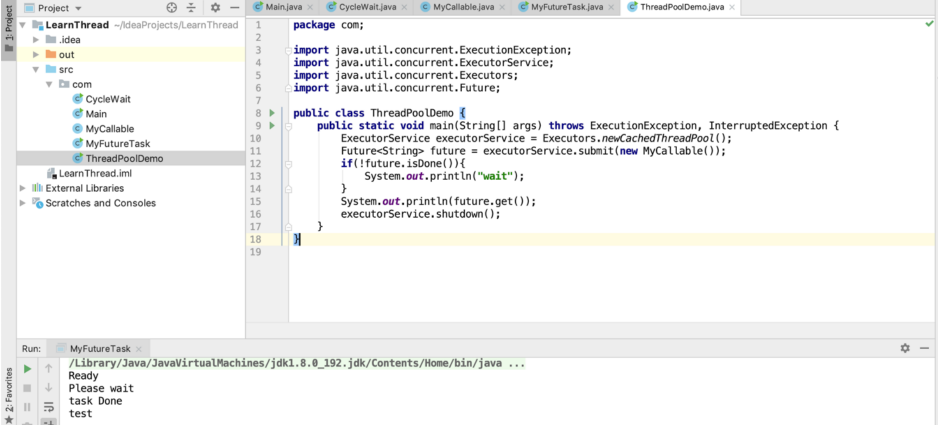 1: Project
Project
Main.java
CycleWait.java
MyCallable.java
MyFutureTask.java
ThreadPoolDemo.java
LearnThread ~/IdeaProjects/LearnThread
.idea
out
src
com
CycleWait
Main
MyCallable
MyFutureTask
ThreadPoolDemo
LearnThread.iml
External Libraries
Scratches and Consoles
1 package com;
2
3 import java.util.concurrent.ExecutionException;
4 import java.util.concurrent.ExecutorService;
5 import java.util.concurrent.Executors;
6 import java.util.concurrent.Future;
7
8 public class ThreadPoolDemo {
9 public static void main(String[] args) throws ExecutionException, InterruptedException {
10 ExecutorService executorService = Executors.newCachedThreadPool();
11 Future<String> future = executorService.submit(new MyCallable());
12 if(!future.isDone()){
13 System.out.println("wait");
14 }
15 System.out.println(future.get());
16 executorService.shutdown();
17 }
18 }
19
Run: MyFutureTask
/Library/Java/JavaVirtualMachines/jdk1.8.0_192.jdk/Contents/Home/bin/java ...
Ready
Please wait
task Done
test
2: Favorites